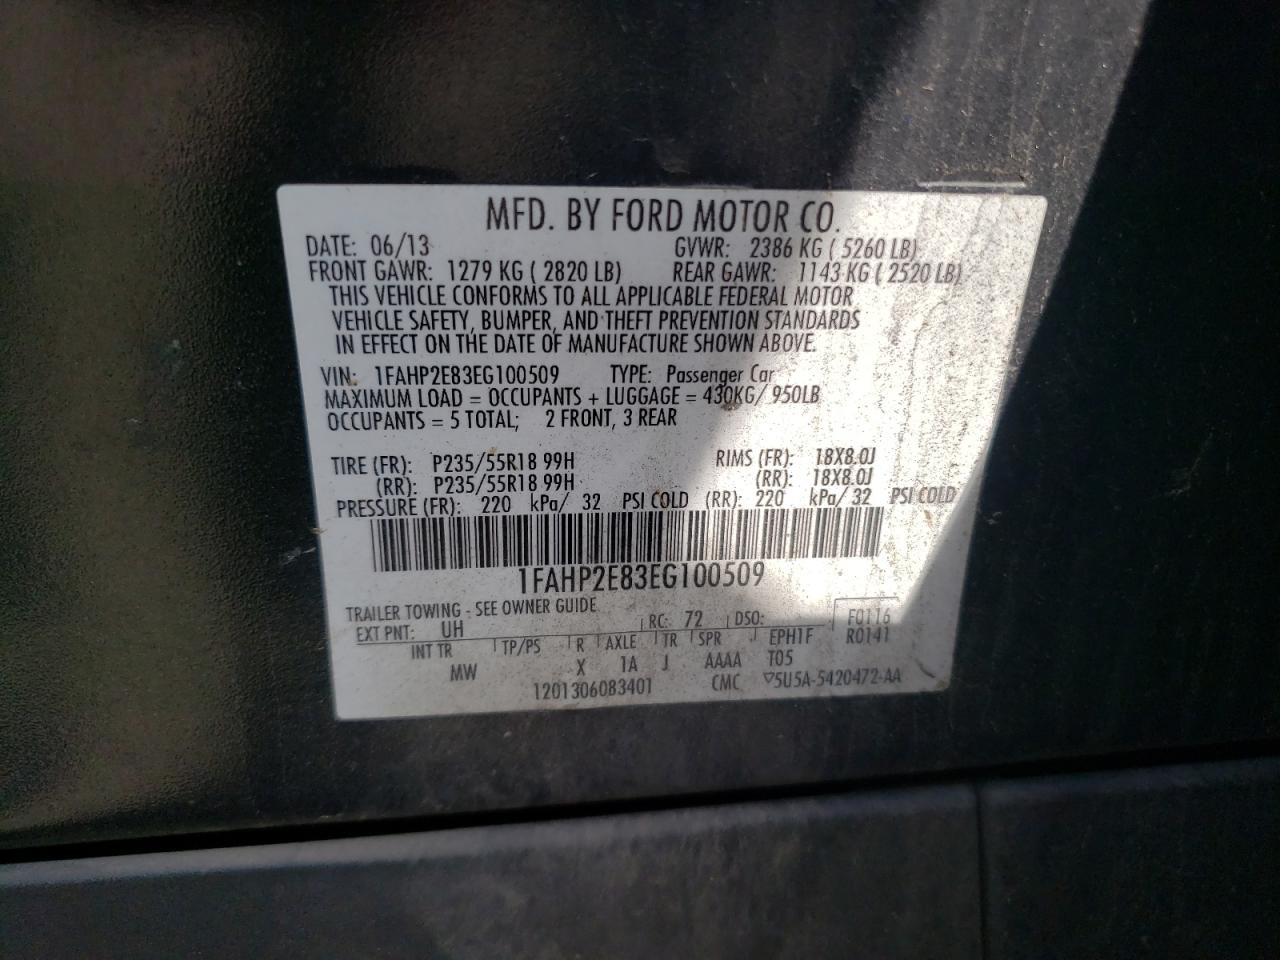 MFD. BY FORD MOTOR CO.
DATE: 06/13 GVWR: 2386 KG ( 5260 LB)
FRONT GAWR: 1279 KG ( 2820 LB) REAR GAWR: 1143 KG ( 2520 LB)
THIS VEHICLE CONFORMS TO ALL APPLICABLE FEDERAL MOTOR
VEHICLE SAFETY, BUMPER, AND THEFT PREVENTION STANDARDS
IN EFFECT ON THE DATE OF MANUFACTURE SHOWN ABOVE.
VIN: 1FAHP2E83EG100509 TYPE: Passenger Car
MAXIMUM LOAD = OCCUPANTS + LUGGAGE = 430KG/ 950LB
OCCUPANTS = 5 TOTAL; 2 FRONT, 3 REAR
TIRE (FR): P235/55R18 99H RIMS (FR): 18X8.0J
(RR): P235/55R18 99H (RR): 18X8.0J
PRESSURE (FR): 220 kPa/ 32 PSI COLD (RR): 220 kPa/ 32 PSI COLD
1FAHP2E83EG100509
TRAILER TOWING - SEE OWNER GUIDE
EXT PNT: UH RC: 72 DSO: F0116
INT TR TP/PS R AXLE TR SPR EPH1F R0141
MW X 1A J AAAA T05
1201306083401 CMC ▽5U5A-5420472-AA